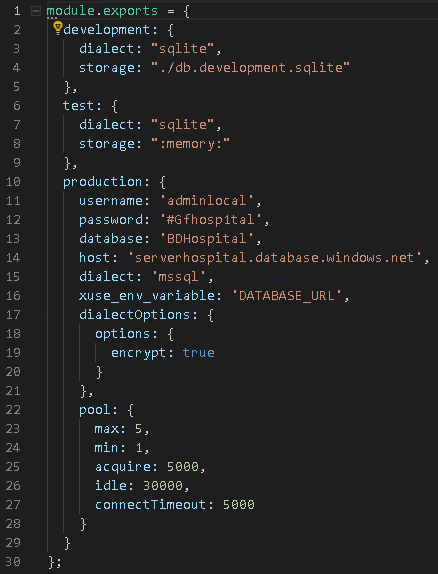 1 module.exports = {
2 development: {
3 dialect: "sqlite",
4 storage: "./db.development.sqlite"
5 },
6 test: {
7 dialect: "sqlite",
8 storage: ":memory:"
9 },
10 production: {
11 username: 'adminlocal',
12 password: '#Gfhosp1tal',
13 database: 'BDHospital',
14 host: 'serverhospital.database.windows.net',
15 dialect: 'mssql',
16 xuse_env_variable: 'DATABASE_URL',
17 dialectOptions: {
18 options: {
19 encrypt: true
20 }
21 },
22 pool: {
23 max: 5,
24 min: 1,
25 acquire: 5000,
26 idle: 30000,
27 connectTimeout: 5000
28 }
29 }
30 };